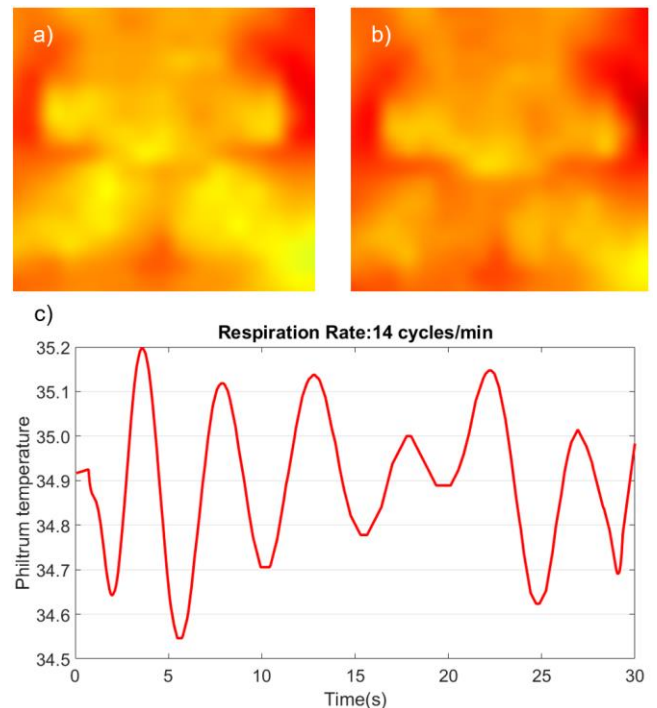 a)
b)
c)
Respiration Rate:14 cycles/min
35.2
35.1
35.0
34.9
34.8
34.7
34.6
34.5
Philtrum temperature
0 5 10 15 20 25 30
Time(s)